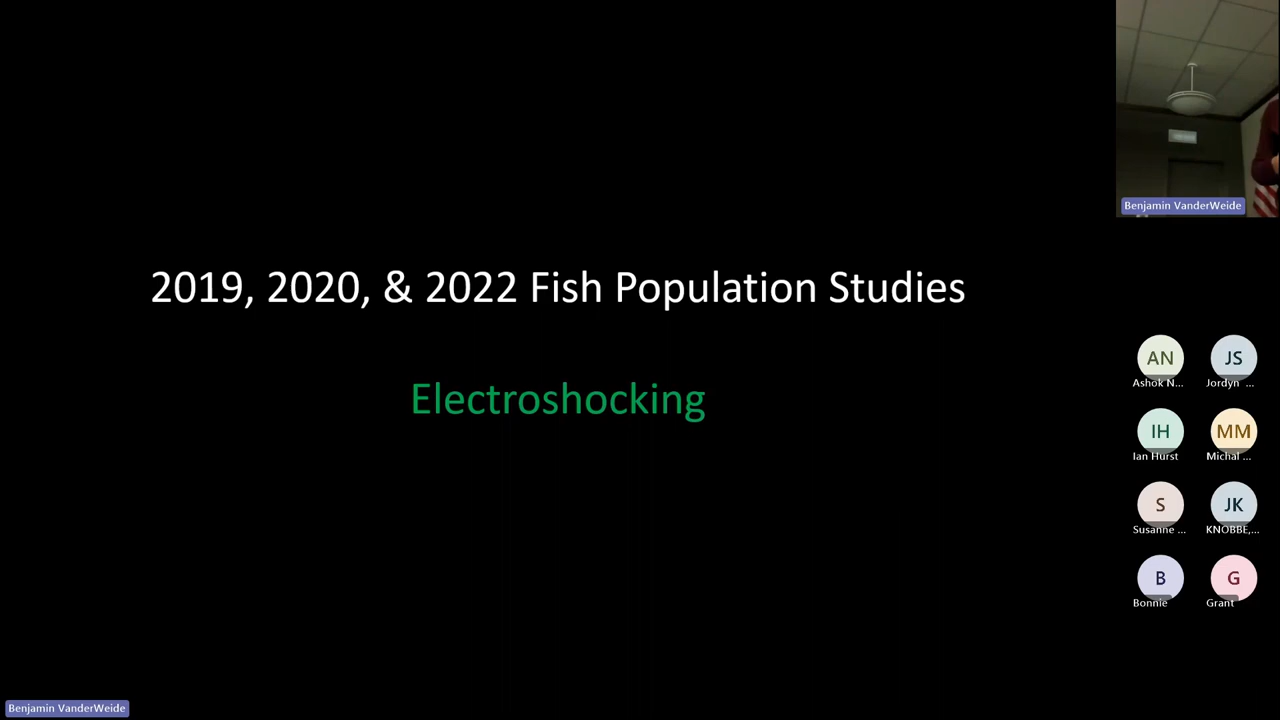 2019, 2020, & 2022 Fish Population Studies
Electroshocking
Benjamin VanderWeide
AN
JS
Ashok N...
Jordyn ...
IH
MM
Ian Hurst
Michal ...
S
JK
Susanne ...
KNOBBE,...
B
G
Bonnie
Grant
Benjamin VanderWeide